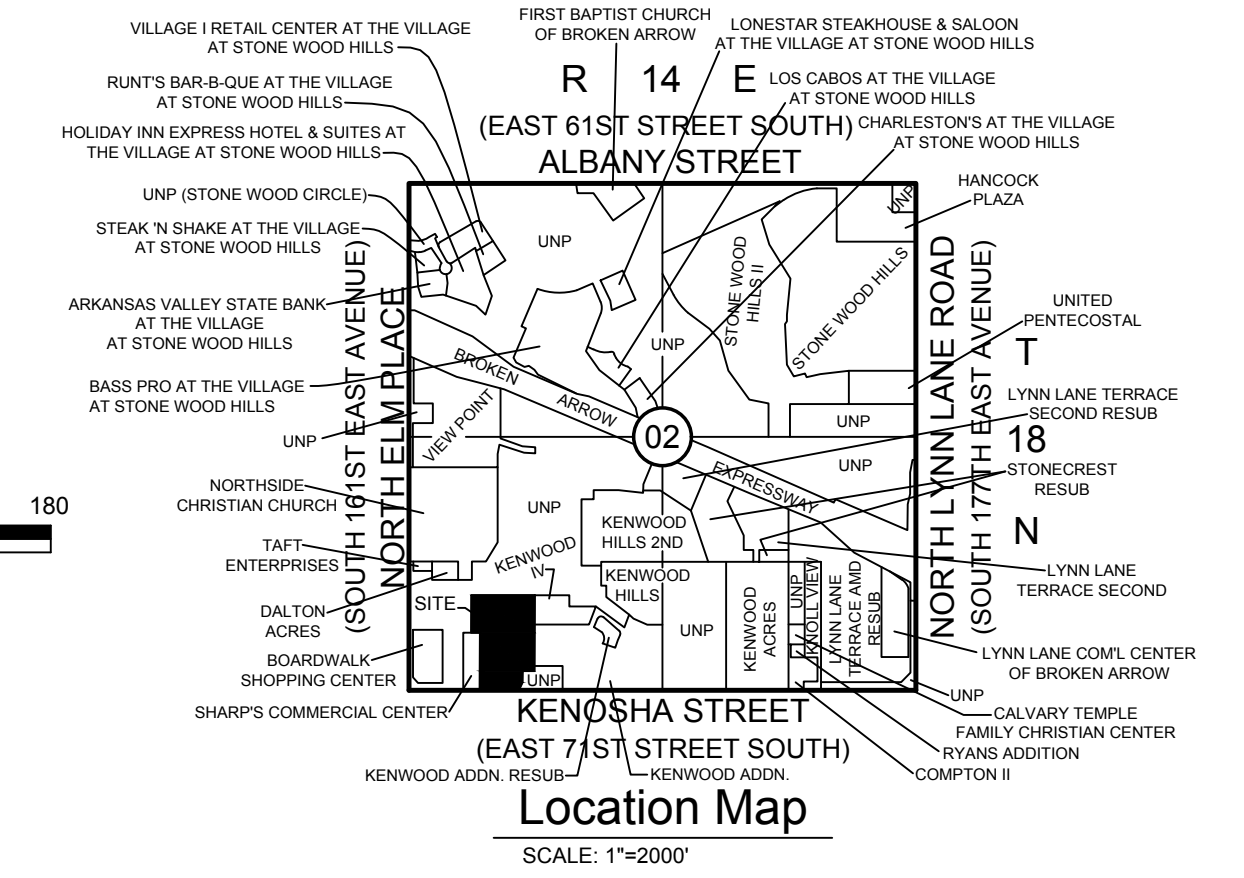 VILLAGE I RETAIL CENTER AT THE VILLAGE
AT STONE WOOD HILLS
FIRST BAPTIST CHURCH
OF BROKEN ARROW
LONESTAR STEAKHOUSE & SALOON
AT THE VILLAGE AT STONE WOOD HILLS
RUNT'S BAR-B-QUE AT THE VILLAGE
AT STONE WOOD HILLS
R 14 E
LOS CABOS AT THE VILLAGE
AT STONE WOOD HILLS
HOLIDAY INN EXPRESS HOTEL & SUITES AT
THE VILLAGE AT STONE WOOD HILLS
(EAST 61ST STREET SOUTH)
ALBANY STREET
CHARLESTON'S AT THE VILLAGE
AT STONE WOOD HILLS
UNP (STONE WOOD CIRCLE)
HANCOCK
PLAZA
STEAK 'N SHAKE AT THE VILLAGE
AT STONE WOOD HILLS
ARKANSAS VALLEY STATE BANK
AT THE VILLAGE
AT STONE WOOD HILLS
BASS PRO AT THE VILLAGE
AT STONE WOOD HILLS
UNP
NORTHSIDE
CHRISTIAN CHURCH
TAFT
ENTERPRISES
DALTON
ACRES
BOARDWALK
SHOPPING CENTER
SHARP'S COMMERCIAL CENTER
(SOUTH 161ST EAST AVENUE)
NORTH ELM PLACE
UNP
UNP
STONE WOOD
HILLS II
STONE WOOD HILLS
UNP
UNP
BROKEN
ARROW
EXPRESSWAY
02
VIEW POINT
UNP
UNP
KENWOOD
HILLS 2ND
KENWOOD
IV
KENWOOD
HILLS
SITE
UNP
UNP
KENWOOD
ACRES
UNP
KNOLL VIEW
LYNN LANE
TERRACE AMD
RESUB
NORTH LYNN LANE ROAD
(SOUTH 177TH EAST AVENUE)
UNITED
PENTECOSTAL
T
LYNN LANE TERRACE
SECOND RESUB
18
STONECREST
RESUB
N
LYNN LANE
TERRACE SECOND
LYNN LANE COM'L CENTER
OF BROKEN ARROW
UNP
CALVARY TEMPLE
FAMILY CHRISTIAN CENTER
RYANS ADDITION
COMPTON II
KENOSHA STREET
(EAST 71ST STREET SOUTH)
KENWOOD ADDN. RESUB
KENWOOD ADDN.
180
Location Map
SCALE: 1"=2000'